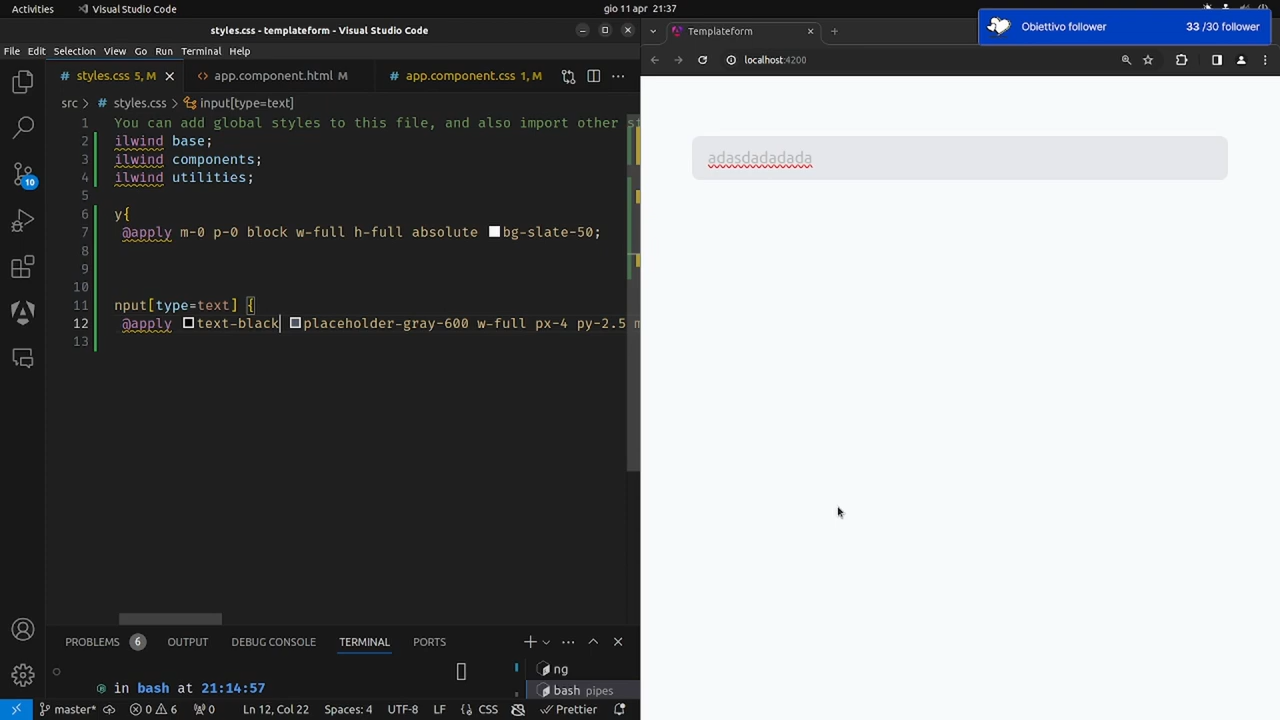 Activities
Visual Studio Code
gio 11 apr 21:37
Obiettivo follower
33 /30 follower
styles.css - templateform - Visual Studio Code
Templateform
File Edit Selection View Go Run Terminal Help
localhost:4200
# styles.css 5, M
<> app.component.html M
# app.component.css 1, M
src > # styles.css > input[type=text]
1 You can add global styles to this file, and also import other st
2 ilwind base;
3 ilwind components;
4 ilwind utilities;
5
6 y{
7 @apply m-0 p-0 block w-full h-full absolute bg-slate-50;
8
9
10
11 nput[type=text] {
12 @apply text-black placeholder-gray-600 w-full px-4 py-2.5 m
13
adasdadadada
10
PROBLEMS 6 OUTPUT DEBUG CONSOLE TERMINAL PORTS
ng
in bash at 21:14:57
bash pipes
master* 0 6 0 Ln 12, Col 22 Spaces: 4 UTF-8 LF {} CSS Prettier